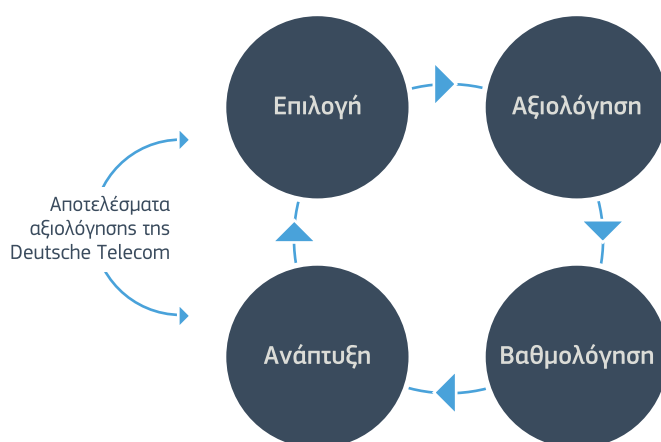 Επιλογή
Αξιολόγηση
Αποτελέσματα
αξιολόγησης της
Deutsche Telecom
Ανάπτυξη
Βαθμολόγηση